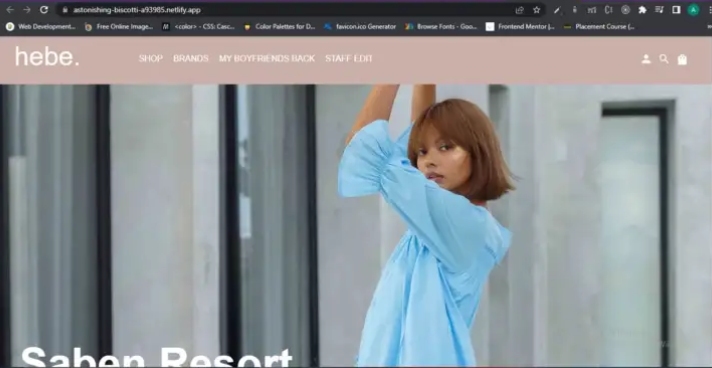 astonishing-biscotti-a93985.netlify.app
Web Development... Free Online Image... <color> - CSS: Casc... Color Palettes for D... favicon.ico Generator Browse Fonts - Goo... Frontend Mentor |... Placement Course |...
hebe. SHOP BRANDS MY BOYFRIENDS BACK STAFF EDIT
Saben Resort